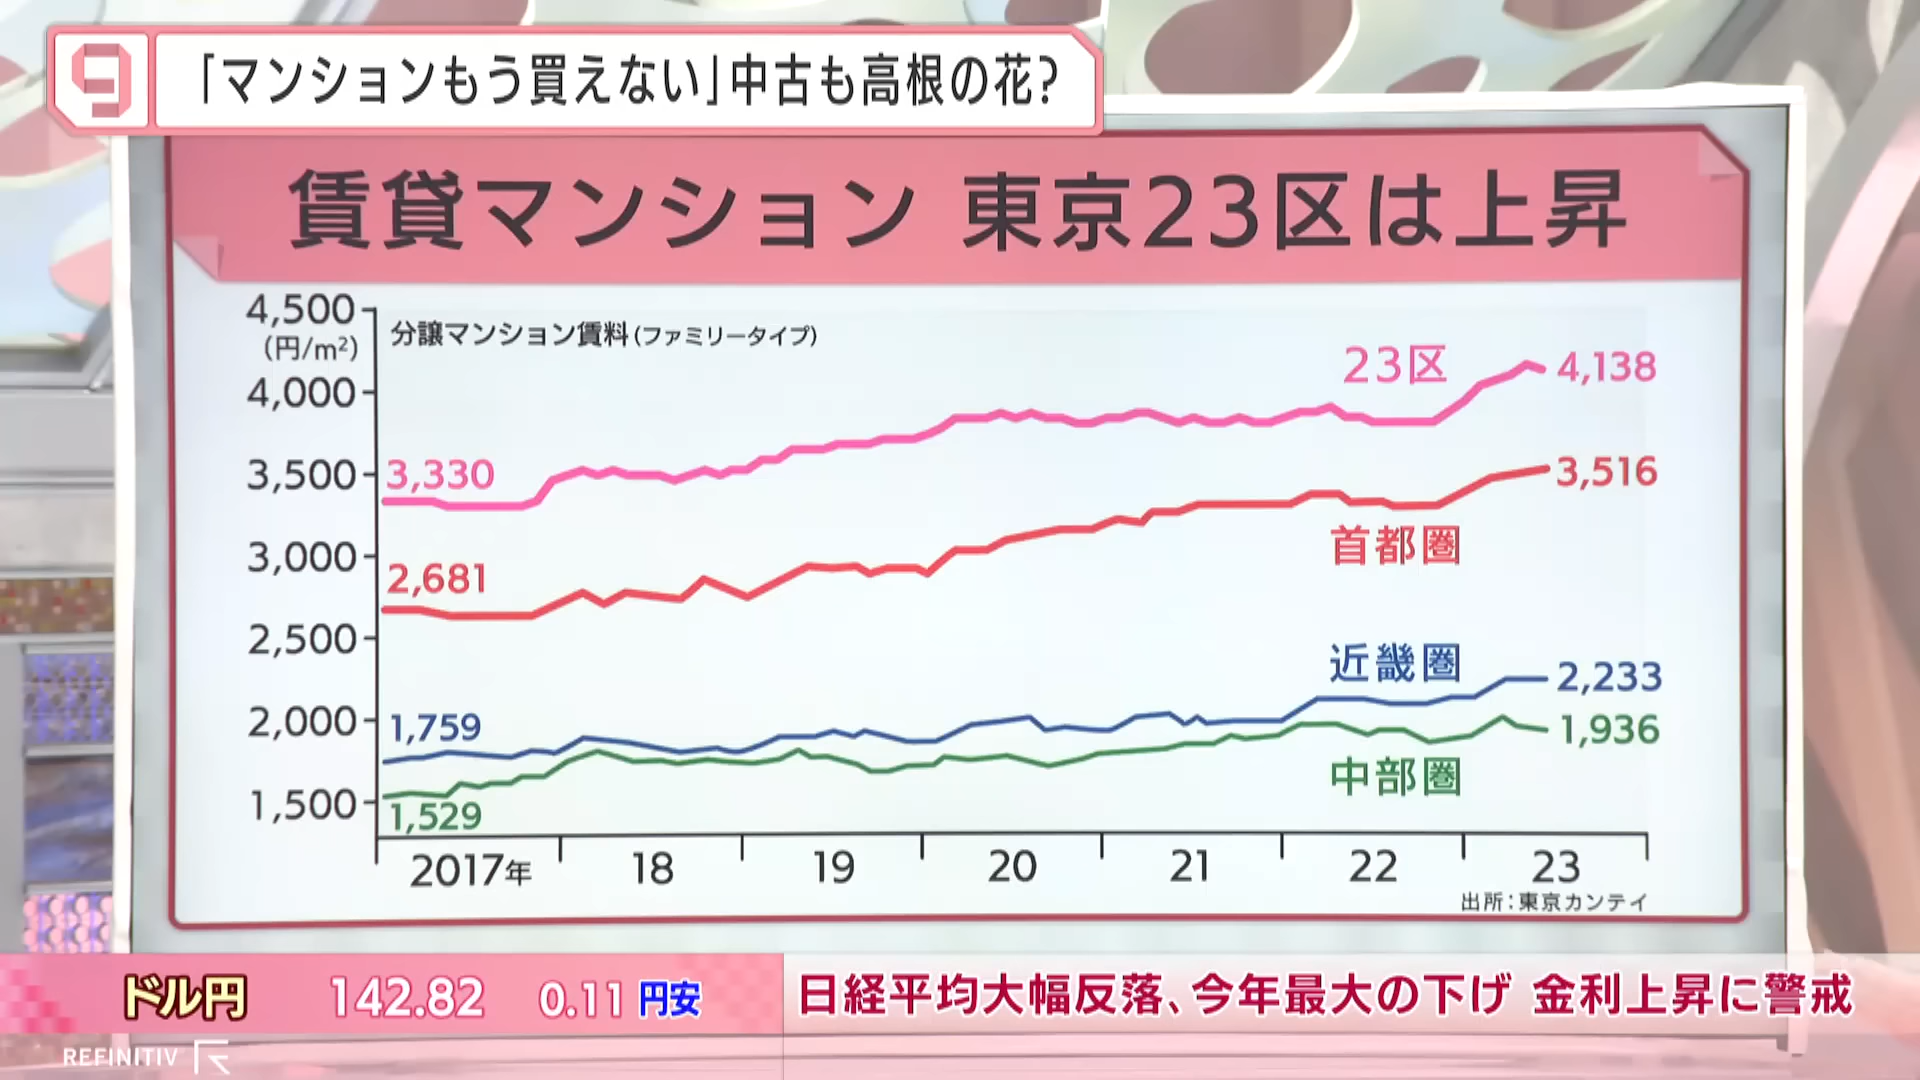 9
「マンションもう買えない」中古も高根の花?
賃貸マンション 東京23区は上昇
4,500
(円/m²)
分譲マンション賃料(ファミリータイプ)
4,000
3,500
3,000
2,500
2,000
1,500
23区
4,138
3,330
3,516
首都圏
2,681
近畿圏
2,233
1,759
1,936
中部圏
1,529
2017年 18 19 20 21 22 23
出所:東京カンテイ
ドル円 142.82 0.11 円安
日経平均大幅反落、今年最大の下げ 金利上昇に警戒
REFINITIV